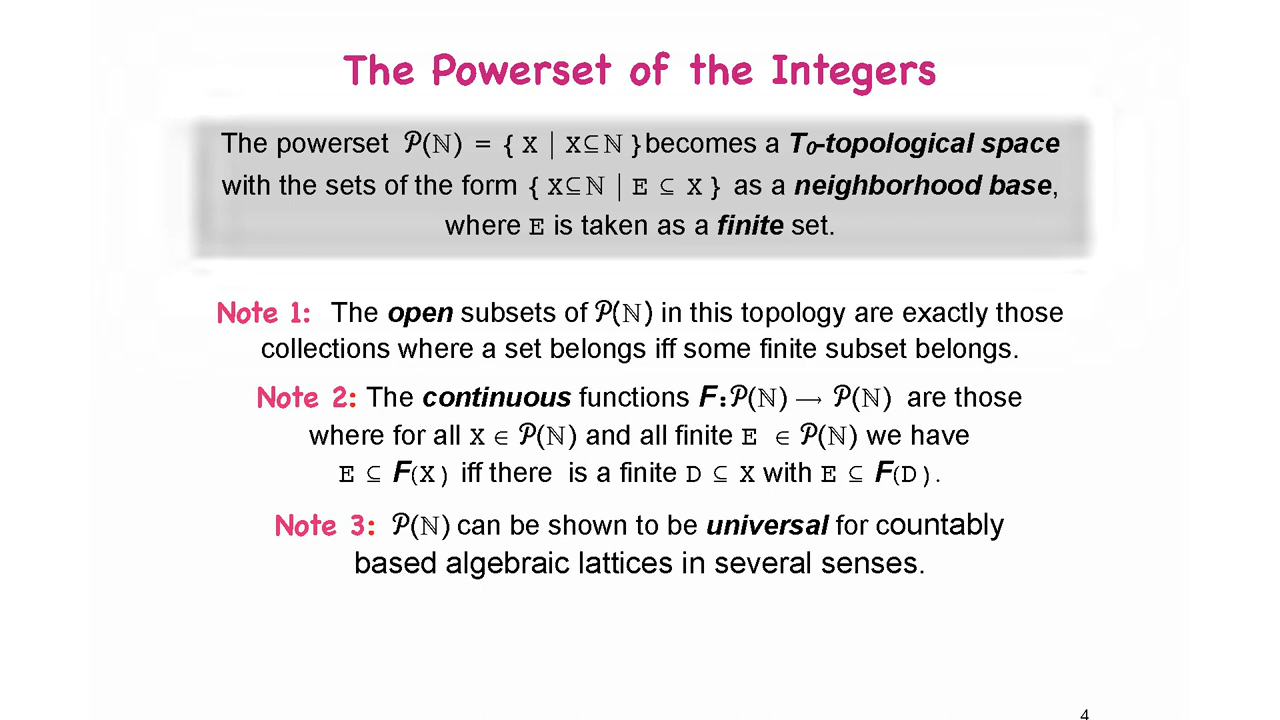 The Powerset of the Integers
The powerset 𝒫(ℕ) = { X | X⊆ℕ } becomes a T₀-topological space
with the sets of the form { X⊆ℕ | E ⊆ X } as a neighborhood base,
where E is taken as a finite set.
Note 1: The open subsets of 𝒫(ℕ) in this topology are exactly those
collections where a set belongs iff some finite subset belongs.
Note 2: The continuous functions F:𝒫(ℕ) → 𝒫(ℕ) are those
where for all X ∈ 𝒫(ℕ) and all finite E ∈ 𝒫(ℕ) we have
E ⊆ F(X) iff there is a finite D ⊆ X with E ⊆ F(D).
Note 3: 𝒫(ℕ) can be shown to be universal for countably
based algebraic lattices in several senses.
4